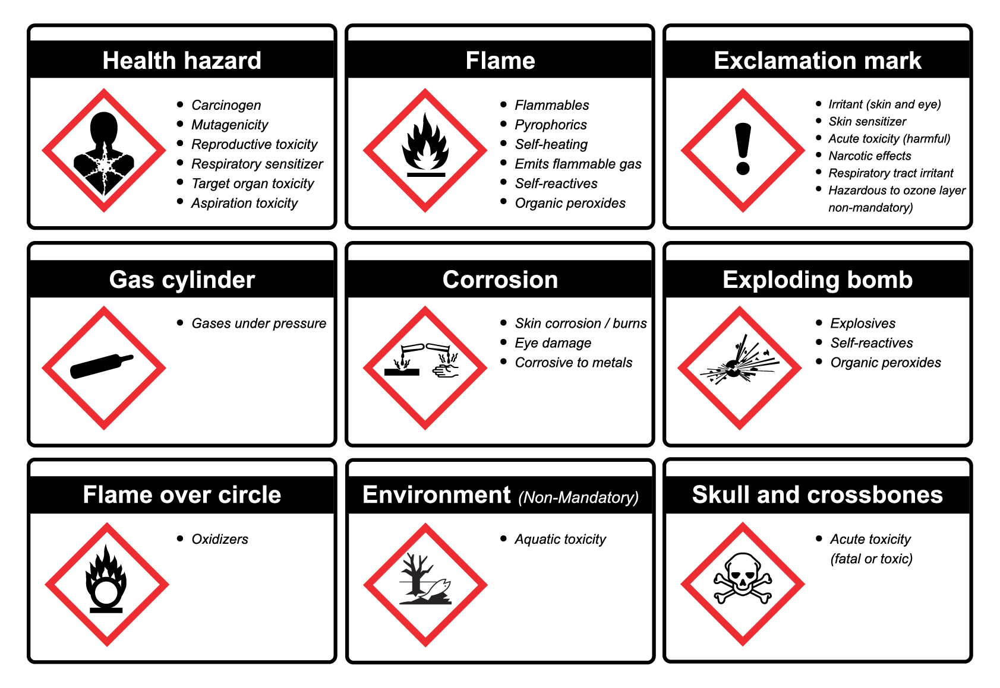 Health hazard
• Carcinogen
• Mutagenicity
• Reproductive toxicity
• Respiratory sensitizer
• Target organ toxicity
• Aspiration toxicity
Flame
• Flammables
• Pyrophorics
• Self-heating
• Emits flammable gas
• Self-reactives
• Organic peroxides
Exclamation mark
• Irritant (skin and eye)
• Skin sensitizer
• Acute toxicity (harmful)
• Narcotic effects
• Respiratory tract irritant
• Hazardous to ozone layer
non-mandatory)
Gas cylinder
• Gases under pressure
Corrosion
• Skin corrosion / burns
• Eye damage
• Corrosive to metals
Exploding bomb
• Explosives
• Self-reactives
• Organic peroxides
Flame over circle
• Oxidizers
Environment (Non-Mandatory)
• Aquatic toxicity
Skull and crossbones
• Acute toxicity
(fatal or toxic)